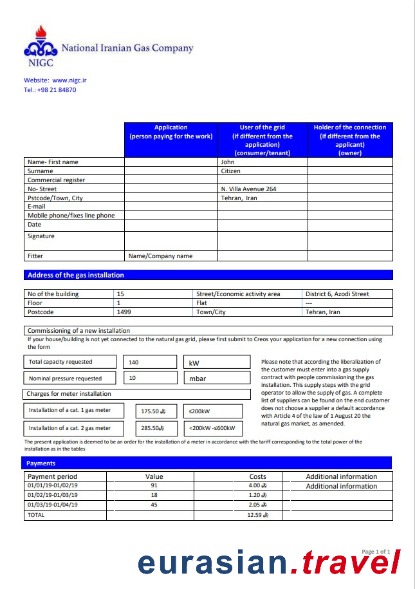 National Iranian Gas Company
NIGC
Website: www.nigc.ir
Tel.: +98 21 84870
Application (person paying for the work) User of the grid (if different from the application) (consumer/tenant) Holder of the connection (if different from the applicant) (owner)
Name- First name John
Surname Citizen
Commercial register
No- Street N. Villa Avenue 264
Pstcode/Town, City Tehran, Iran
E-mail
Mobile phone/fixes line phone
Date
Signature
Fitter Name/Company name
Address of the gas installation
No of the building 15 Street/Economic activity area District 6, Azodi Street
Floor 1 Flat ---
Postcode 1499 Town/City Tehran, Iran
Commissioning of a new installation
If your house/building is not yet connected to the natural gas grid, please first submit to Creos your application for a new connection using
the form
Total capacity requested 140 kW
Nominal pressure requested 10 mbar
Charges for meter installation
Installation of a cat. 1 gas meter 175.50 ﷼ <200kW
Installation of a cat. 2 gas meter 285.50﷼ <200kW -≤600kW
Please note that according the liberalization of
the customer must enter into a gas supply
contract with people commissioning the gas
installation. This supply steps with the grid
operator to allow the supply of gas. A complete
list of suppliers can be found on the end customer
does not choose a supplier a default accordance
with Article 4 of the law of 1 August 20 the
natural gas market, as amended.
The present application is deemed to be an order for the installation of a meter in accordance with the tariff corresponding to the total power of the
installation as in the tables
Payments
Payment period Value Costs Additional information
01/01/19-01/02/19 91 4.00 ﷼ Additional information
01/02/19-01/03/19 18 1.20 ﷼
01/03/19-01/04/19 45 2.05 ﷼
TOTAL 12.59 ﷼
Page 1 of 1
eurasian.travel